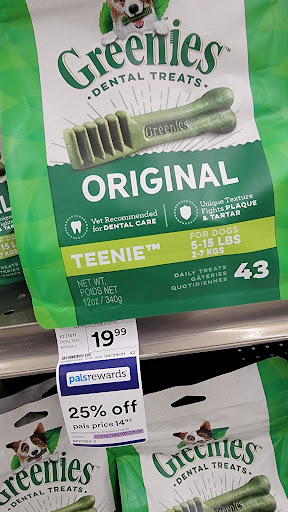 Greenies™
• DENTAL TREATS •
Greenies
ORIGINAL
Vet Recommended
for DENTAL CARE
Unique Texture
Fights PLAQUE
& TARTAR
TEENIE™
FOR DOGS
5-15 LBS
2-7 KGS
NET WT.
POIDS NET
12oz / 340g
DAILY TREATS
GÂTERIES
QUOTIDIENNES
43
19.99
palsrewards
25% off
pals price 14.99
Greenies
DENTAL TREATS
Greenies™
• DENTAL TREATS •